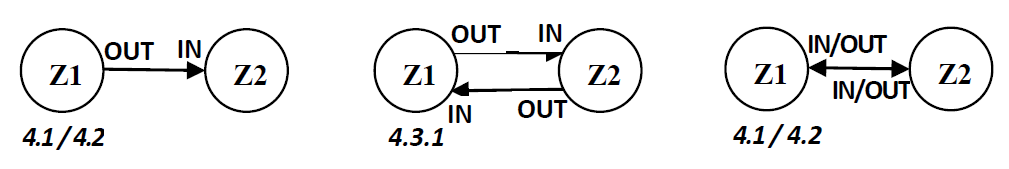 OUT IN
Z1 Z2
4.1 / 4.2
OUT IN
Z1 Z2
IN OUT
4.3.1
IN/OUT
Z1 Z2
IN/OUT
4.1 / 4.2